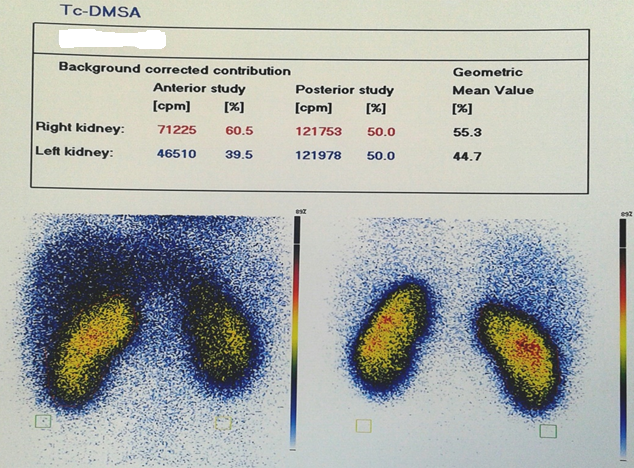 Tc-DMSA
Background corrected contribution Geometric
Anterior study Posterior study Mean Value
[cpm] [%] [cpm] [%] [%]
Right kidney: 71225 60.5 121753 50.0 55.3
Left kidney: 46510 39.5 121978 50.0 44.7